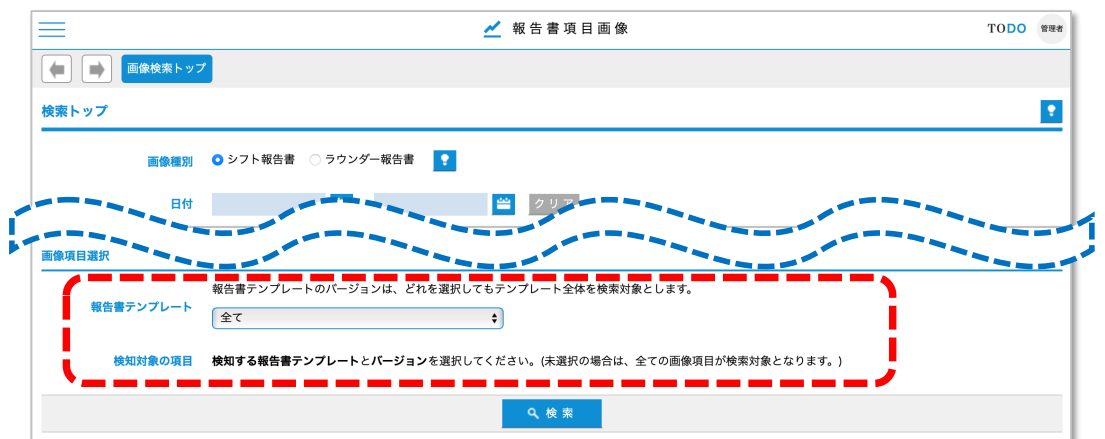 報告書項目画像
TODO
管理者
画像検索トップ
検索トップ
画像種別 シフト報告書 ラウンダー報告書
日付 クリア
画像項目選択
報告書テンプレートのバージョンは、どれを選択してもテンプレート全体を検索対象とします。
報告書テンプレート 全て
検知対象の項目 検知する報告書テンプレートとバージョンを選択してください。(未選択の場合は、全ての画像項目が検索対象となります。)
検索